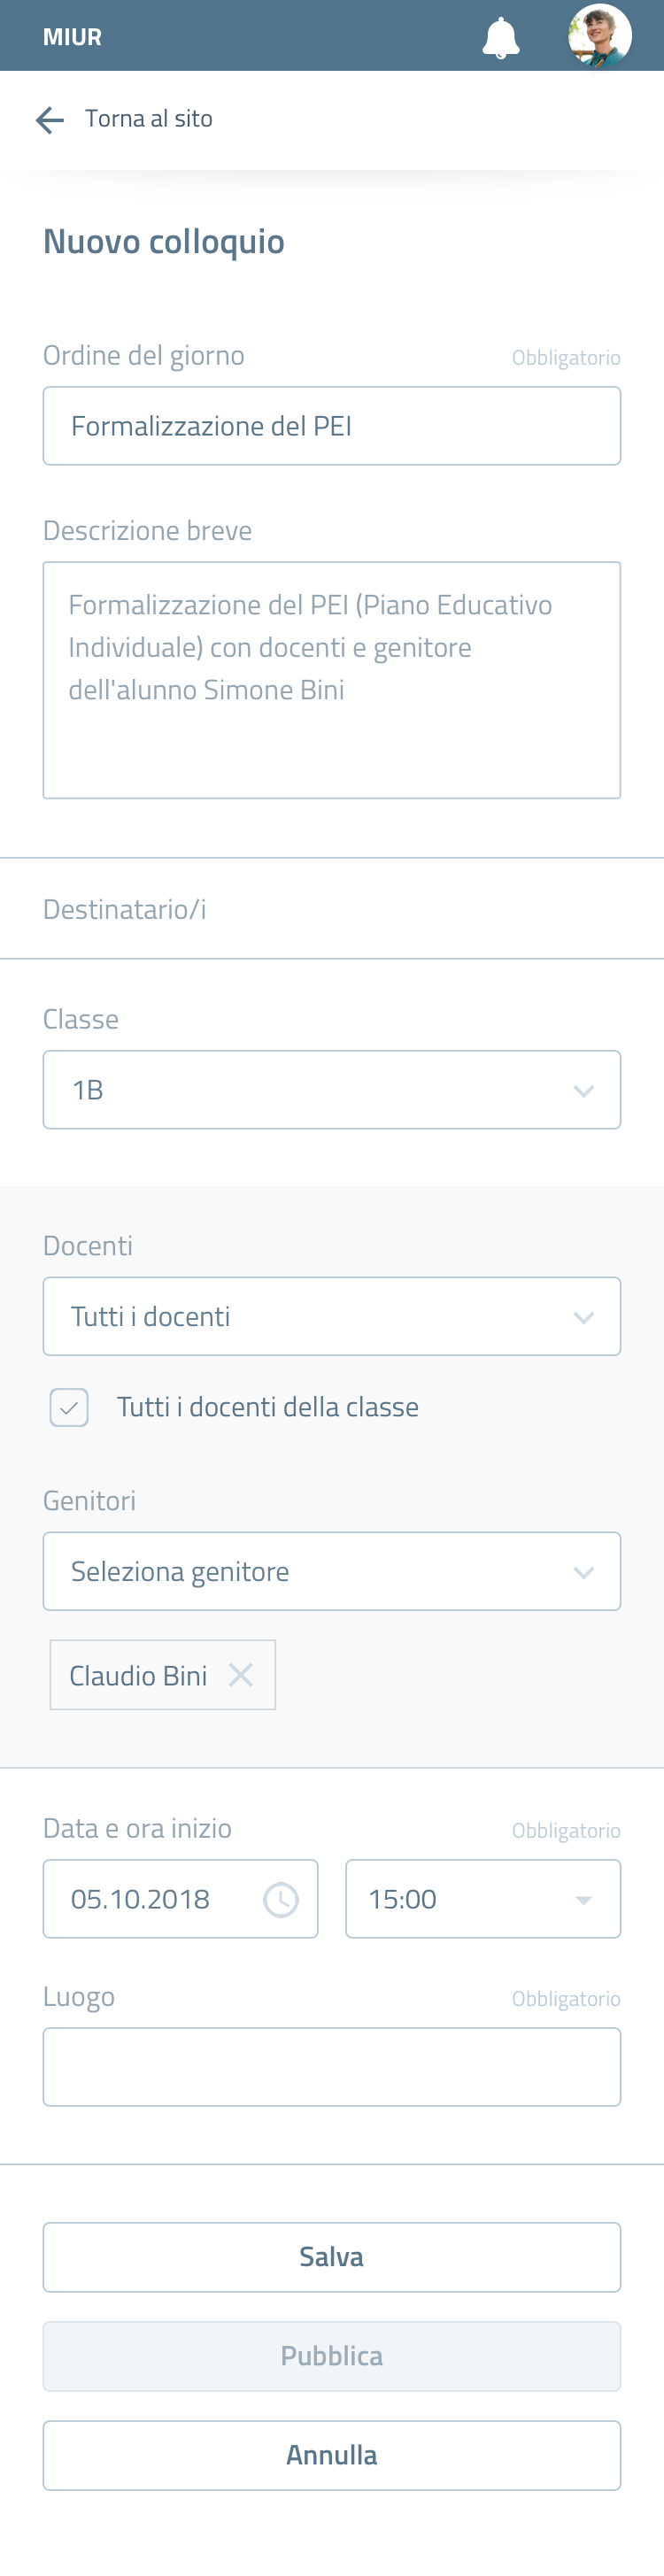 MIUR
Torna al sito
Nuovo colloquio
Ordine del giorno Obbligatorio
Formalizzazione del PEI
Descrizione breve
Formalizzazione del PEI (Piano Educativo
Individuale) con docenti e genitore
dell'alunno Simone Bini
Destinatario/i
Classe
1B
Docenti
Tutti i docenti
Tutti i docenti della classe
Genitori
Seleziona genitore
Claudio Bini
Data e ora inizio Obbligatorio
05.10.2018 15:00
Luogo Obbligatorio
Salva
Pubblica
Annulla